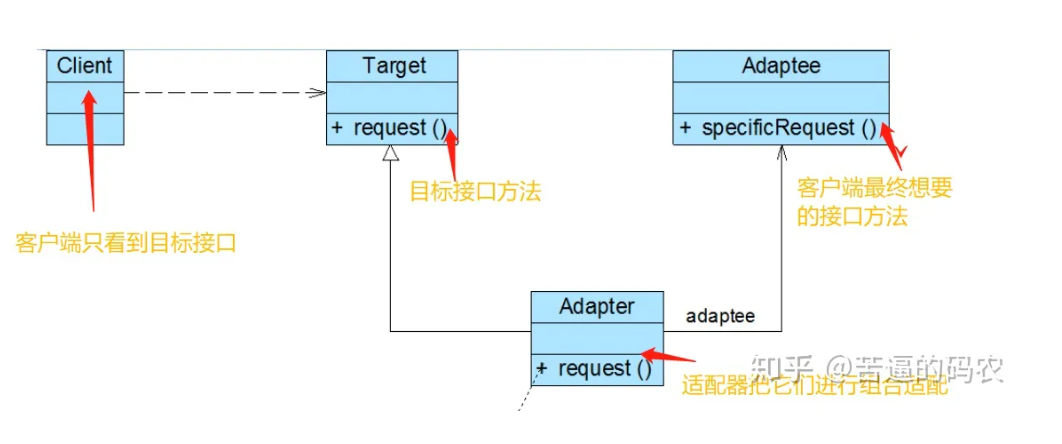 Client
Target
Adaptee
+ request ()
+ specificRequest ()
目标接口方法
客户端最终想要
的接口方法
客户端只看到目标接口
Adapter
adaptee
+ request ()
知乎 @苦逼的码农
适配器把它们进行组合适配